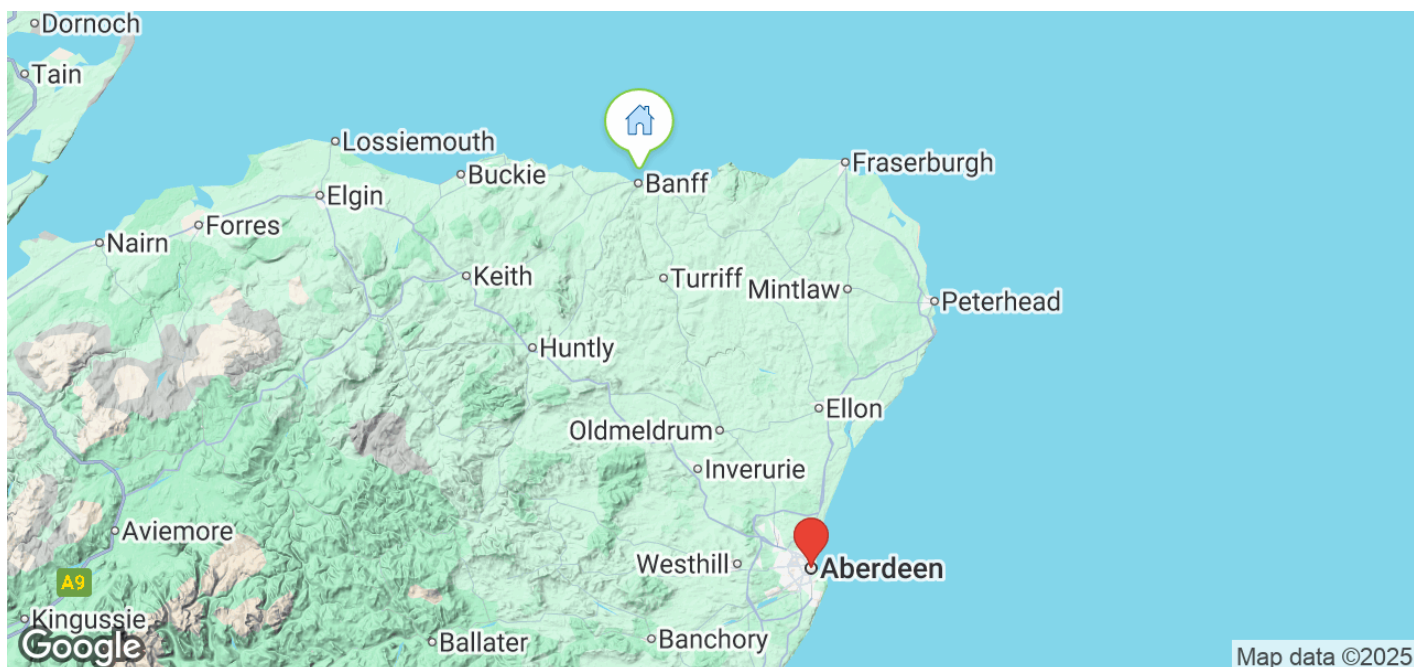 Dornoch
Tain
Lossiemouth
Buckie
Banff
Fraserburgh
Elgin
Forres
Nairn
Keith
Turriff
Mintlaw
Peterhead
Huntly
Ellon
Oldmeldrum
Inverurie
Aviemore
Westhill
Aberdeen
A9
Kingussie
Ballater
Banchory
Google
Map data ©2025